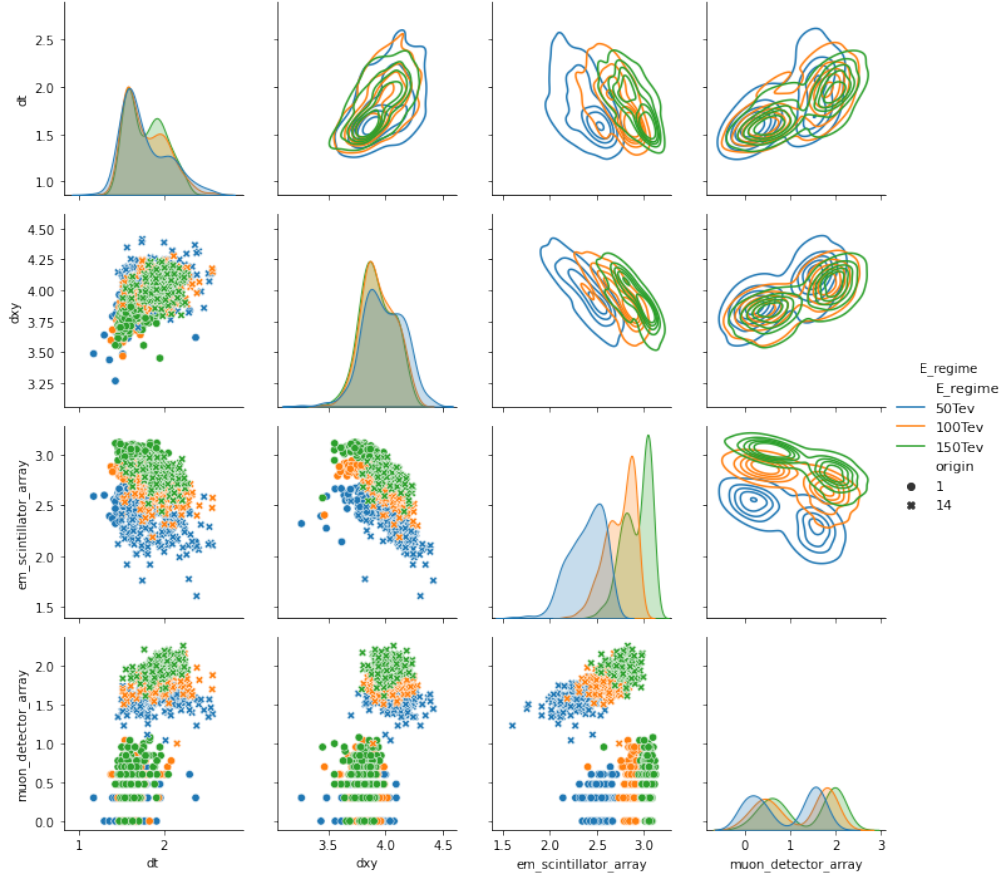 2.5
2.0
1.5
1.0
dt
4.50
4.25
4.00
3.75
3.50
3.25
dxy
3.0
2.5
2.0
1.5
em_scintillator_array
2.0
1.5
1.0
0.5
0.0
muon_detector_array
1 2
dt
3.5 4.0 4.5
dxy
1.5 2.0 2.5 3.0
em_scintillator_array
0 1 2 3
muon_detector_array
E_regime
E_regime
50Tev
100Tev
150Tev
origin
1
14